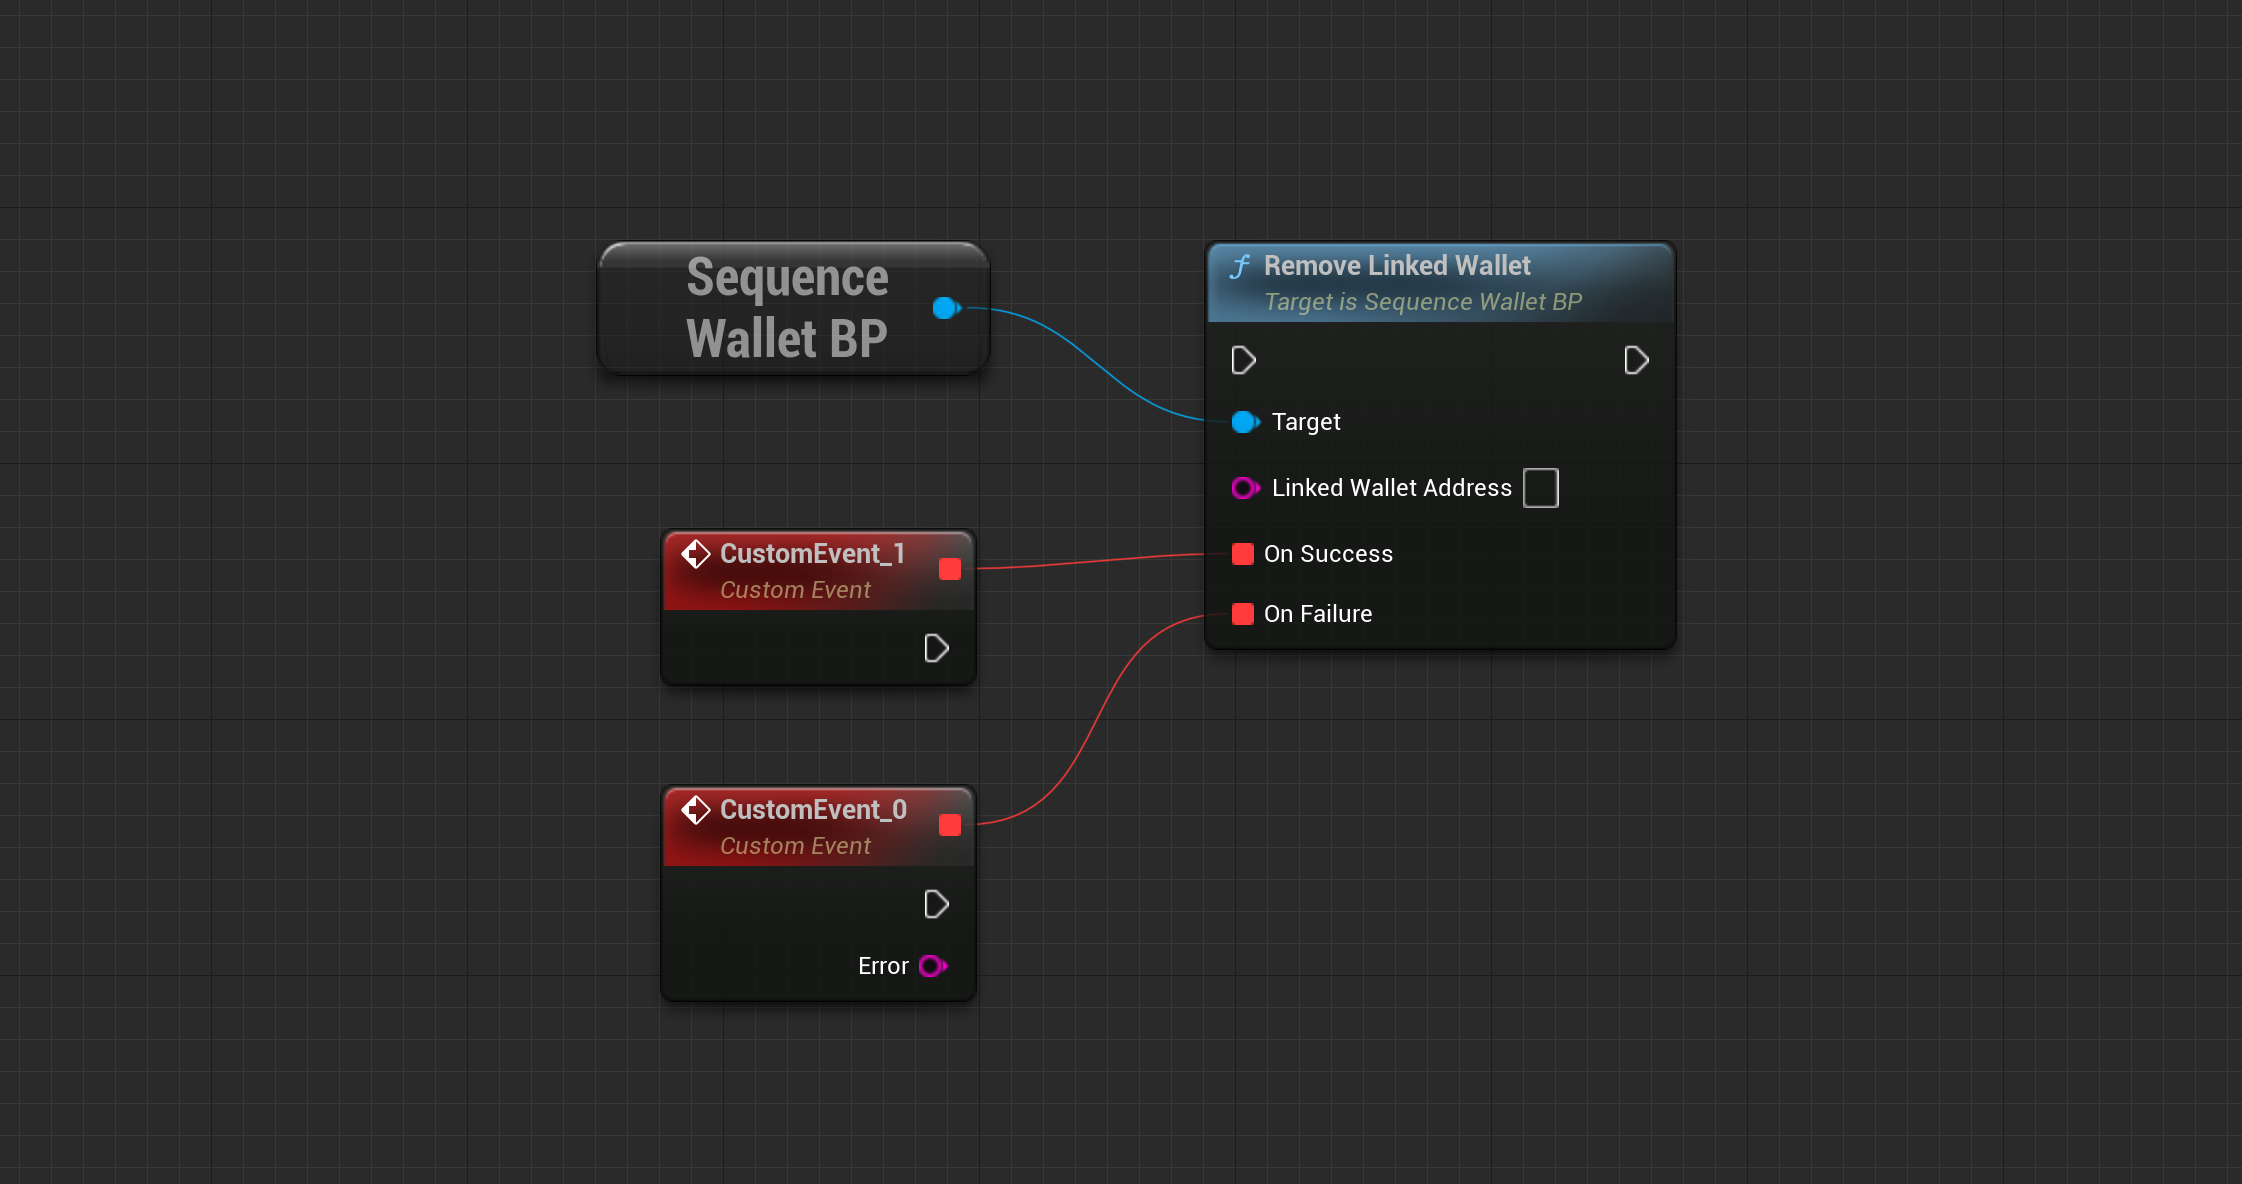 Sequence
Wallet BP
Remove Linked Wallet
Target is Sequence Wallet BP
Target
Linked Wallet Address
On Success
On Failure
CustomEvent_1
Custom Event
CustomEvent_0
Custom Event
Error